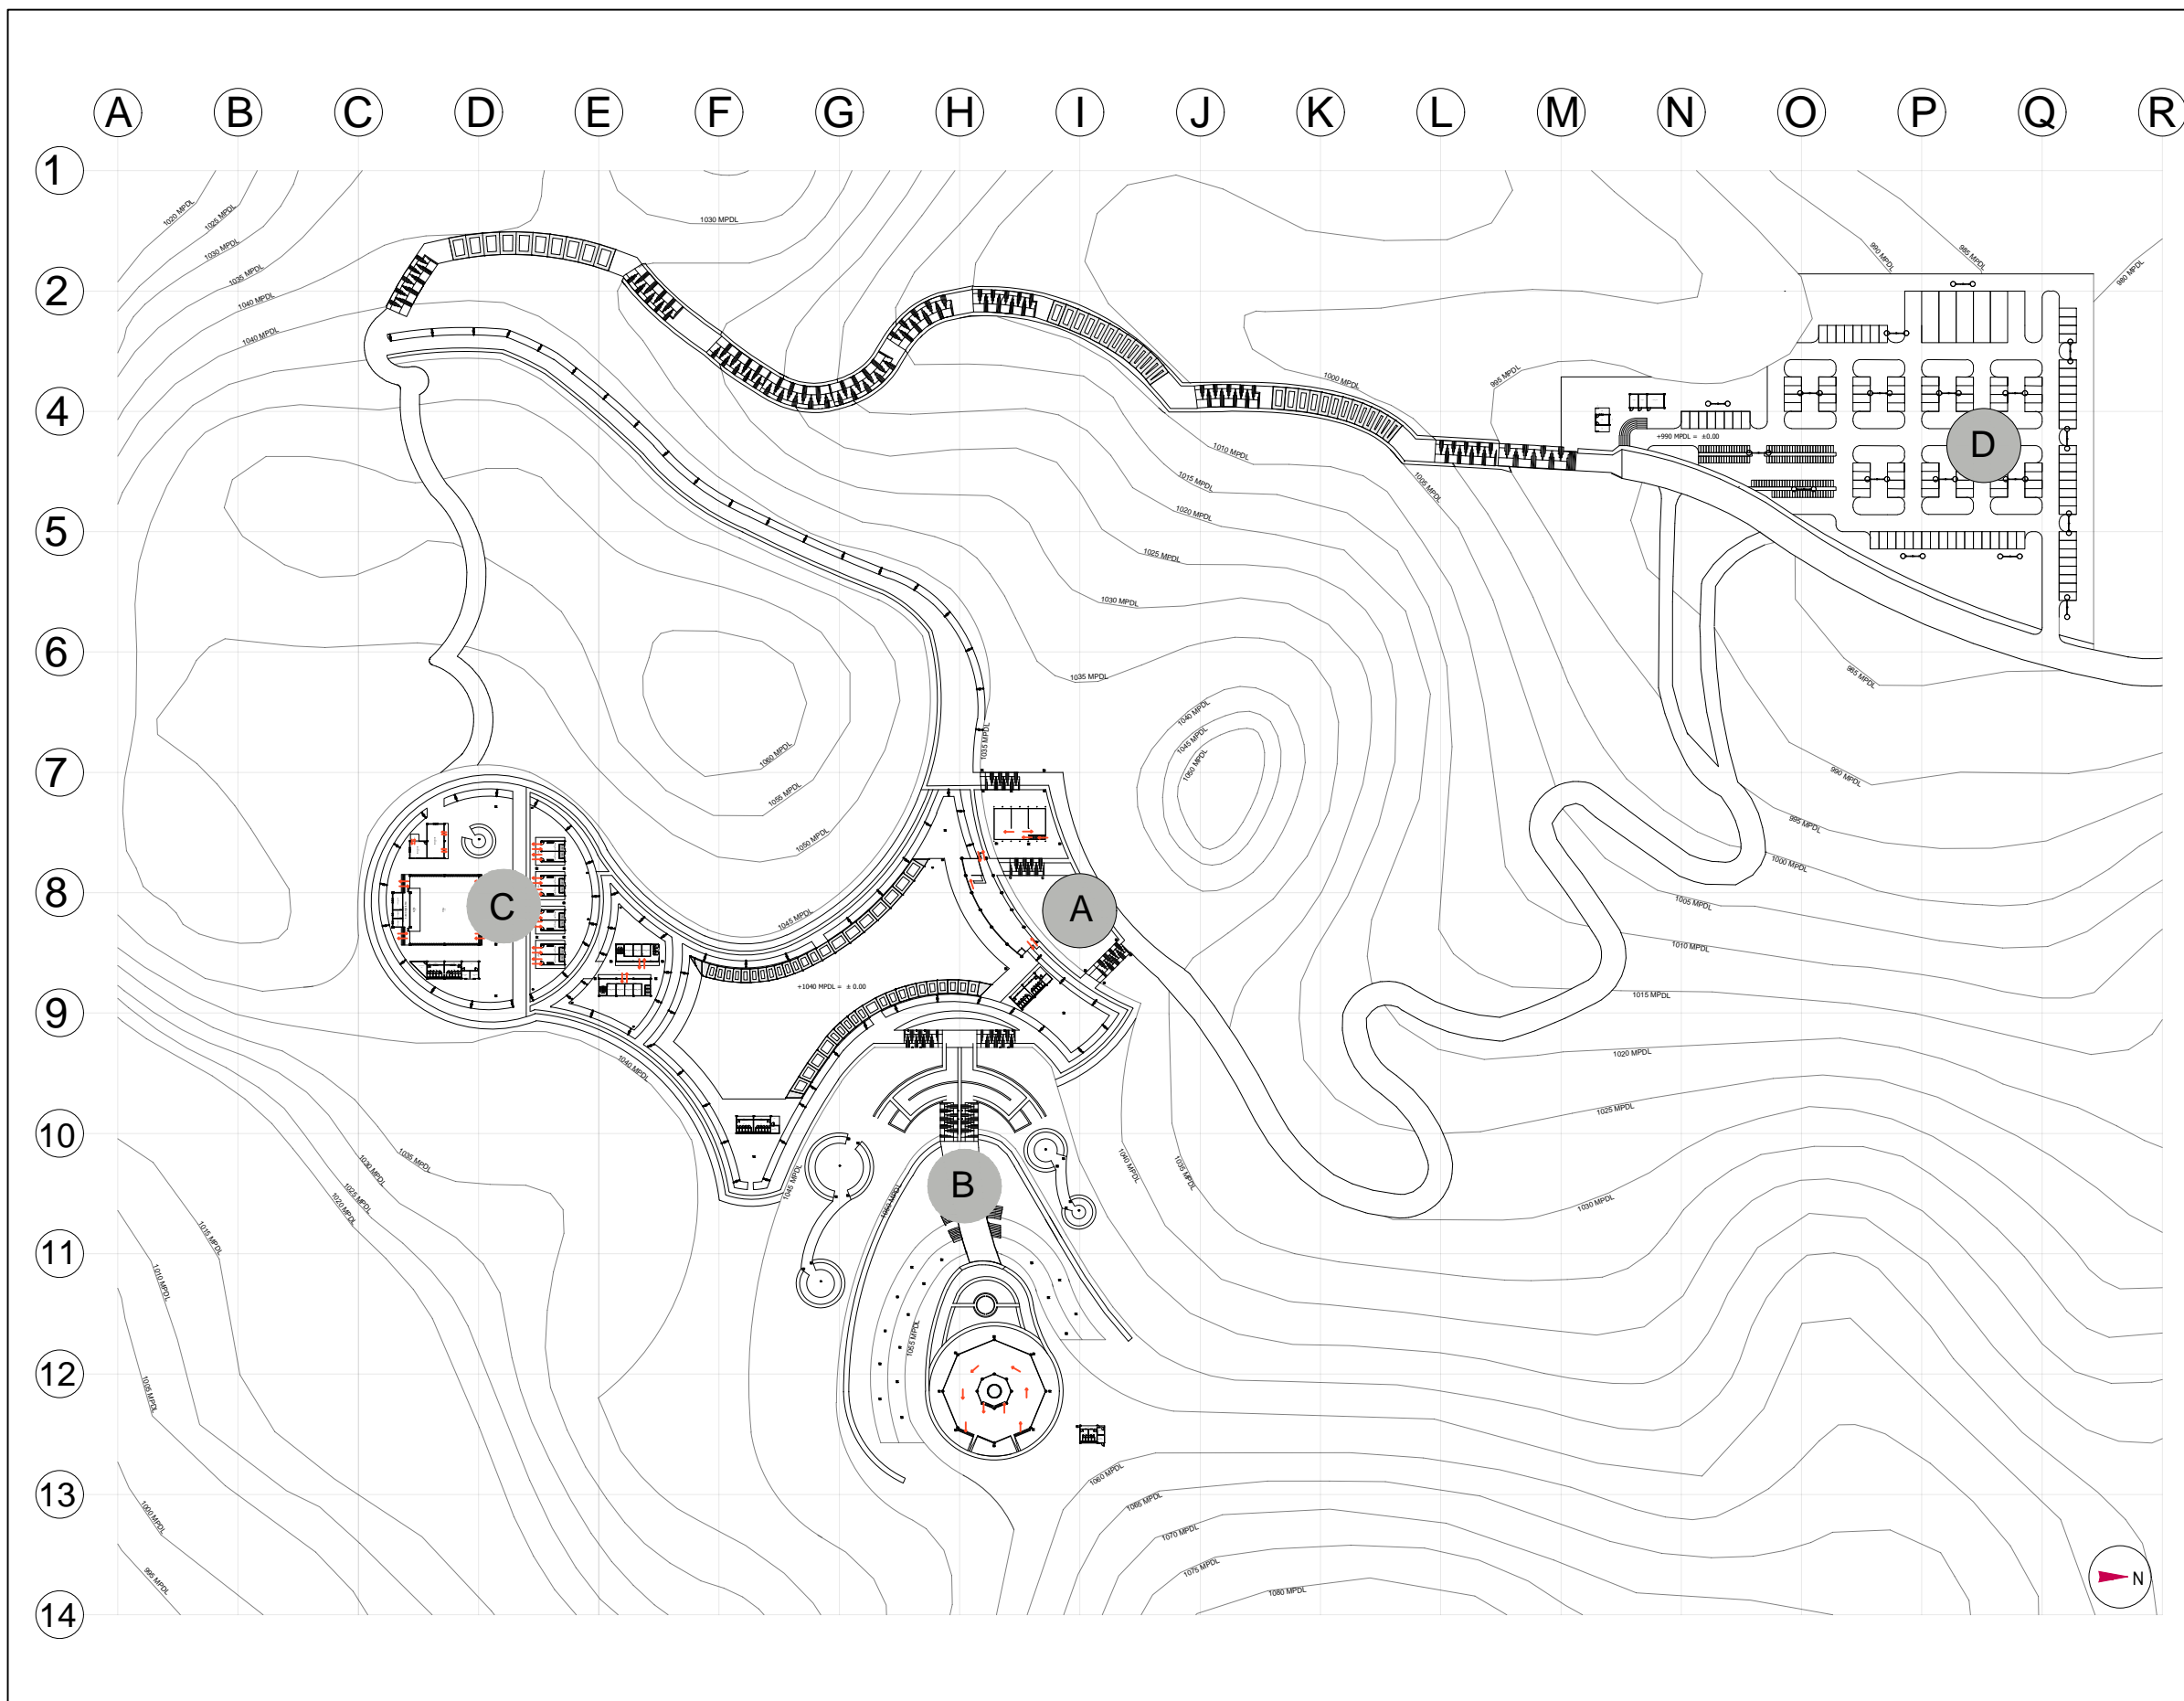 A B C D E F G H I J K L M N O P Q R
1
1020 MPDL
1025 MPDL
1030 MPDL
1030 MPDL
1035 MPDL
990 MPDL
985 MPDL
980 MPDL
2
1040 MPDL
1040 MPDL
1000 MPDL
995 MPDL
4
+990 MPDL = ±0.00
D
1010 MPDL
1015 MPDL
1005 MPDL
1020 MPDL
5
1025 MPDL
1030 MPDL
6
1035 MPDL
985 MPDL
1040 MPDL
1045 MPDL
1050 MPDL
1035 MPDL
1060 MPDL
7
990 MPDL
1055 MPDL
995 MPDL
1050 MPDL
1000 MPDL
8
C
A
1045 MPDL
1005 MPDL
1010 MPDL
+1040 MPDL = ± 0.00
1015 MPDL
9
1040 MPDL
1020 MPDL
1025 MPDL
10
1035 MPDL
1030 MPDL
1025 MPDL
1020 MPDL
1045 MPDL
1050 MPDL
B
1040 MPDL
1035 MPDL
1030 MPDL
1015 MPDL
11
1010 MPDL
1055 MPDL
12
1005 MPDL
1060 MPDL
13
1000 MPDL
1065 MPDL
1070 MPDL
995 MPDL
1075 MPDL
1080 MPDL
N
14